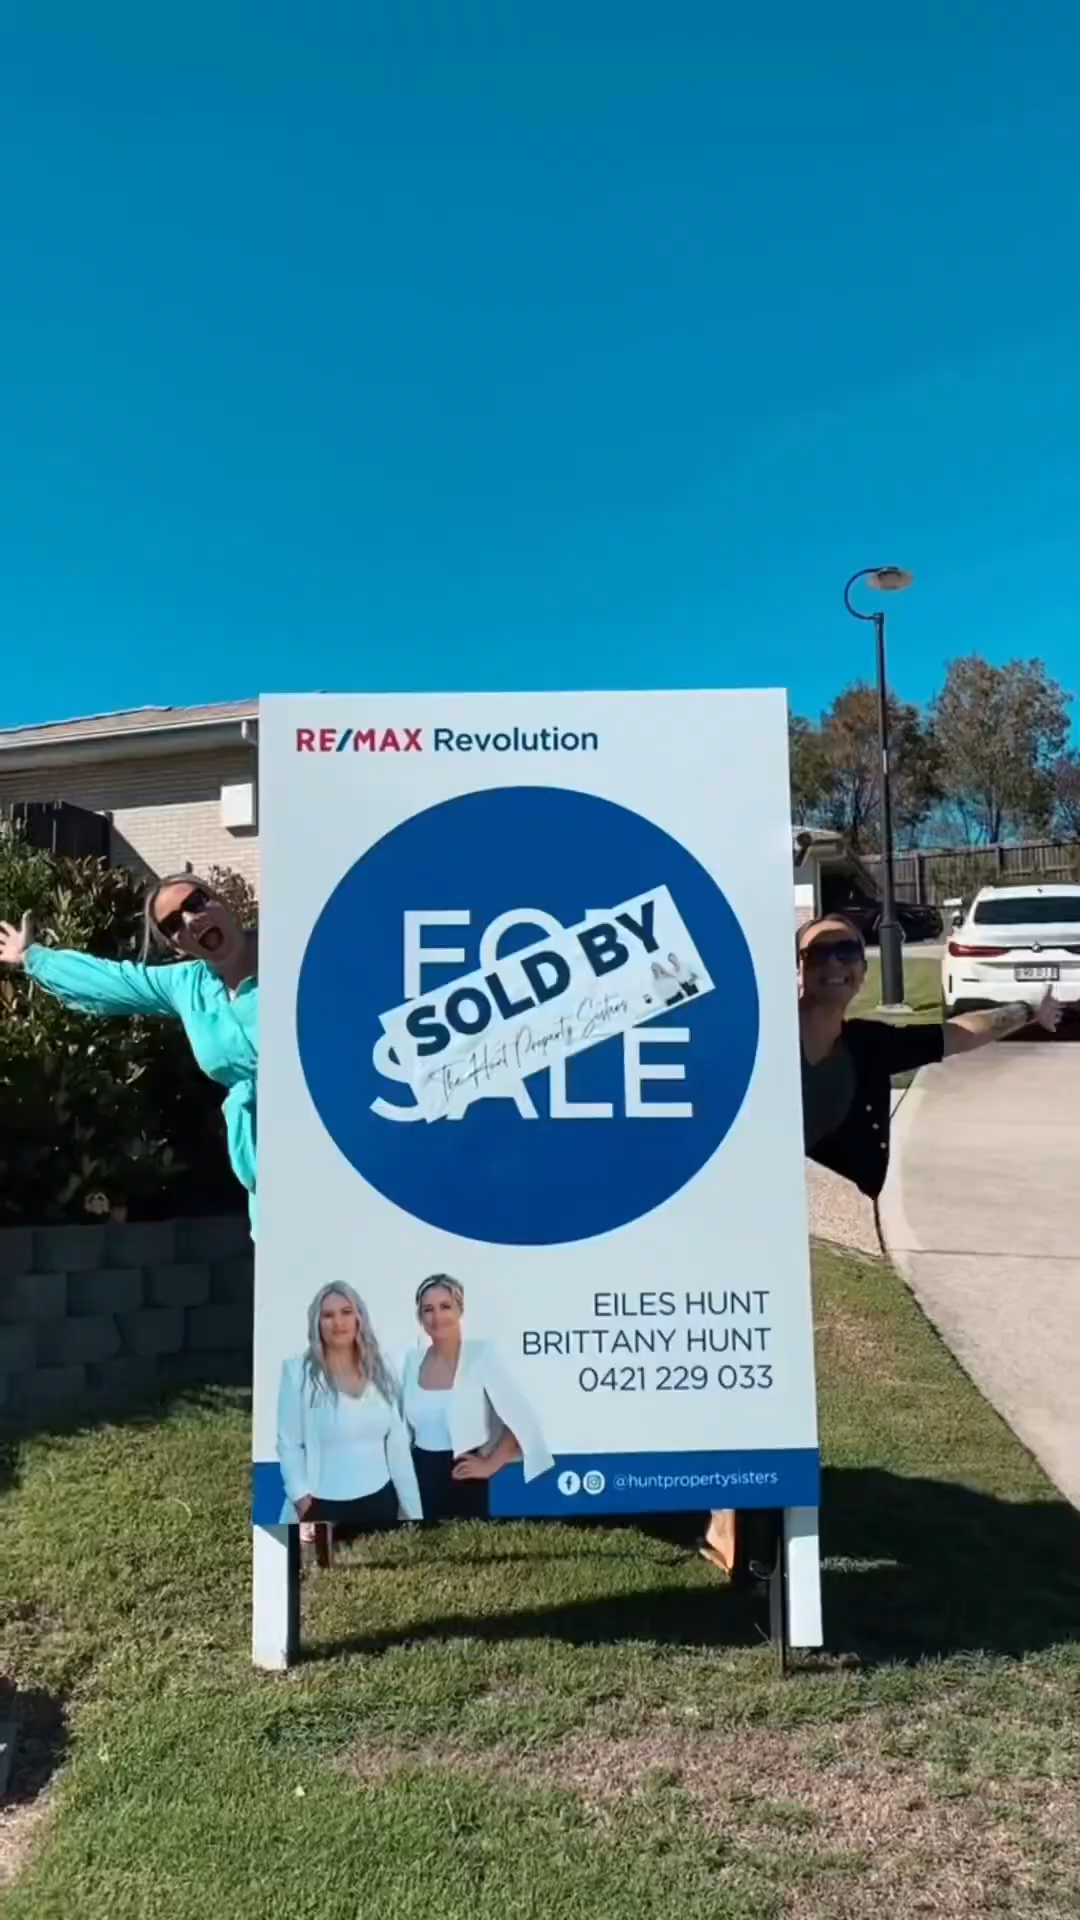 RE/MAX Revolution
FOR
SOLD BY
The Hunt Property Sisters
SALE
EILES HUNT
BRITTANY HUNT
0421 229 033
@huntpropertysisters